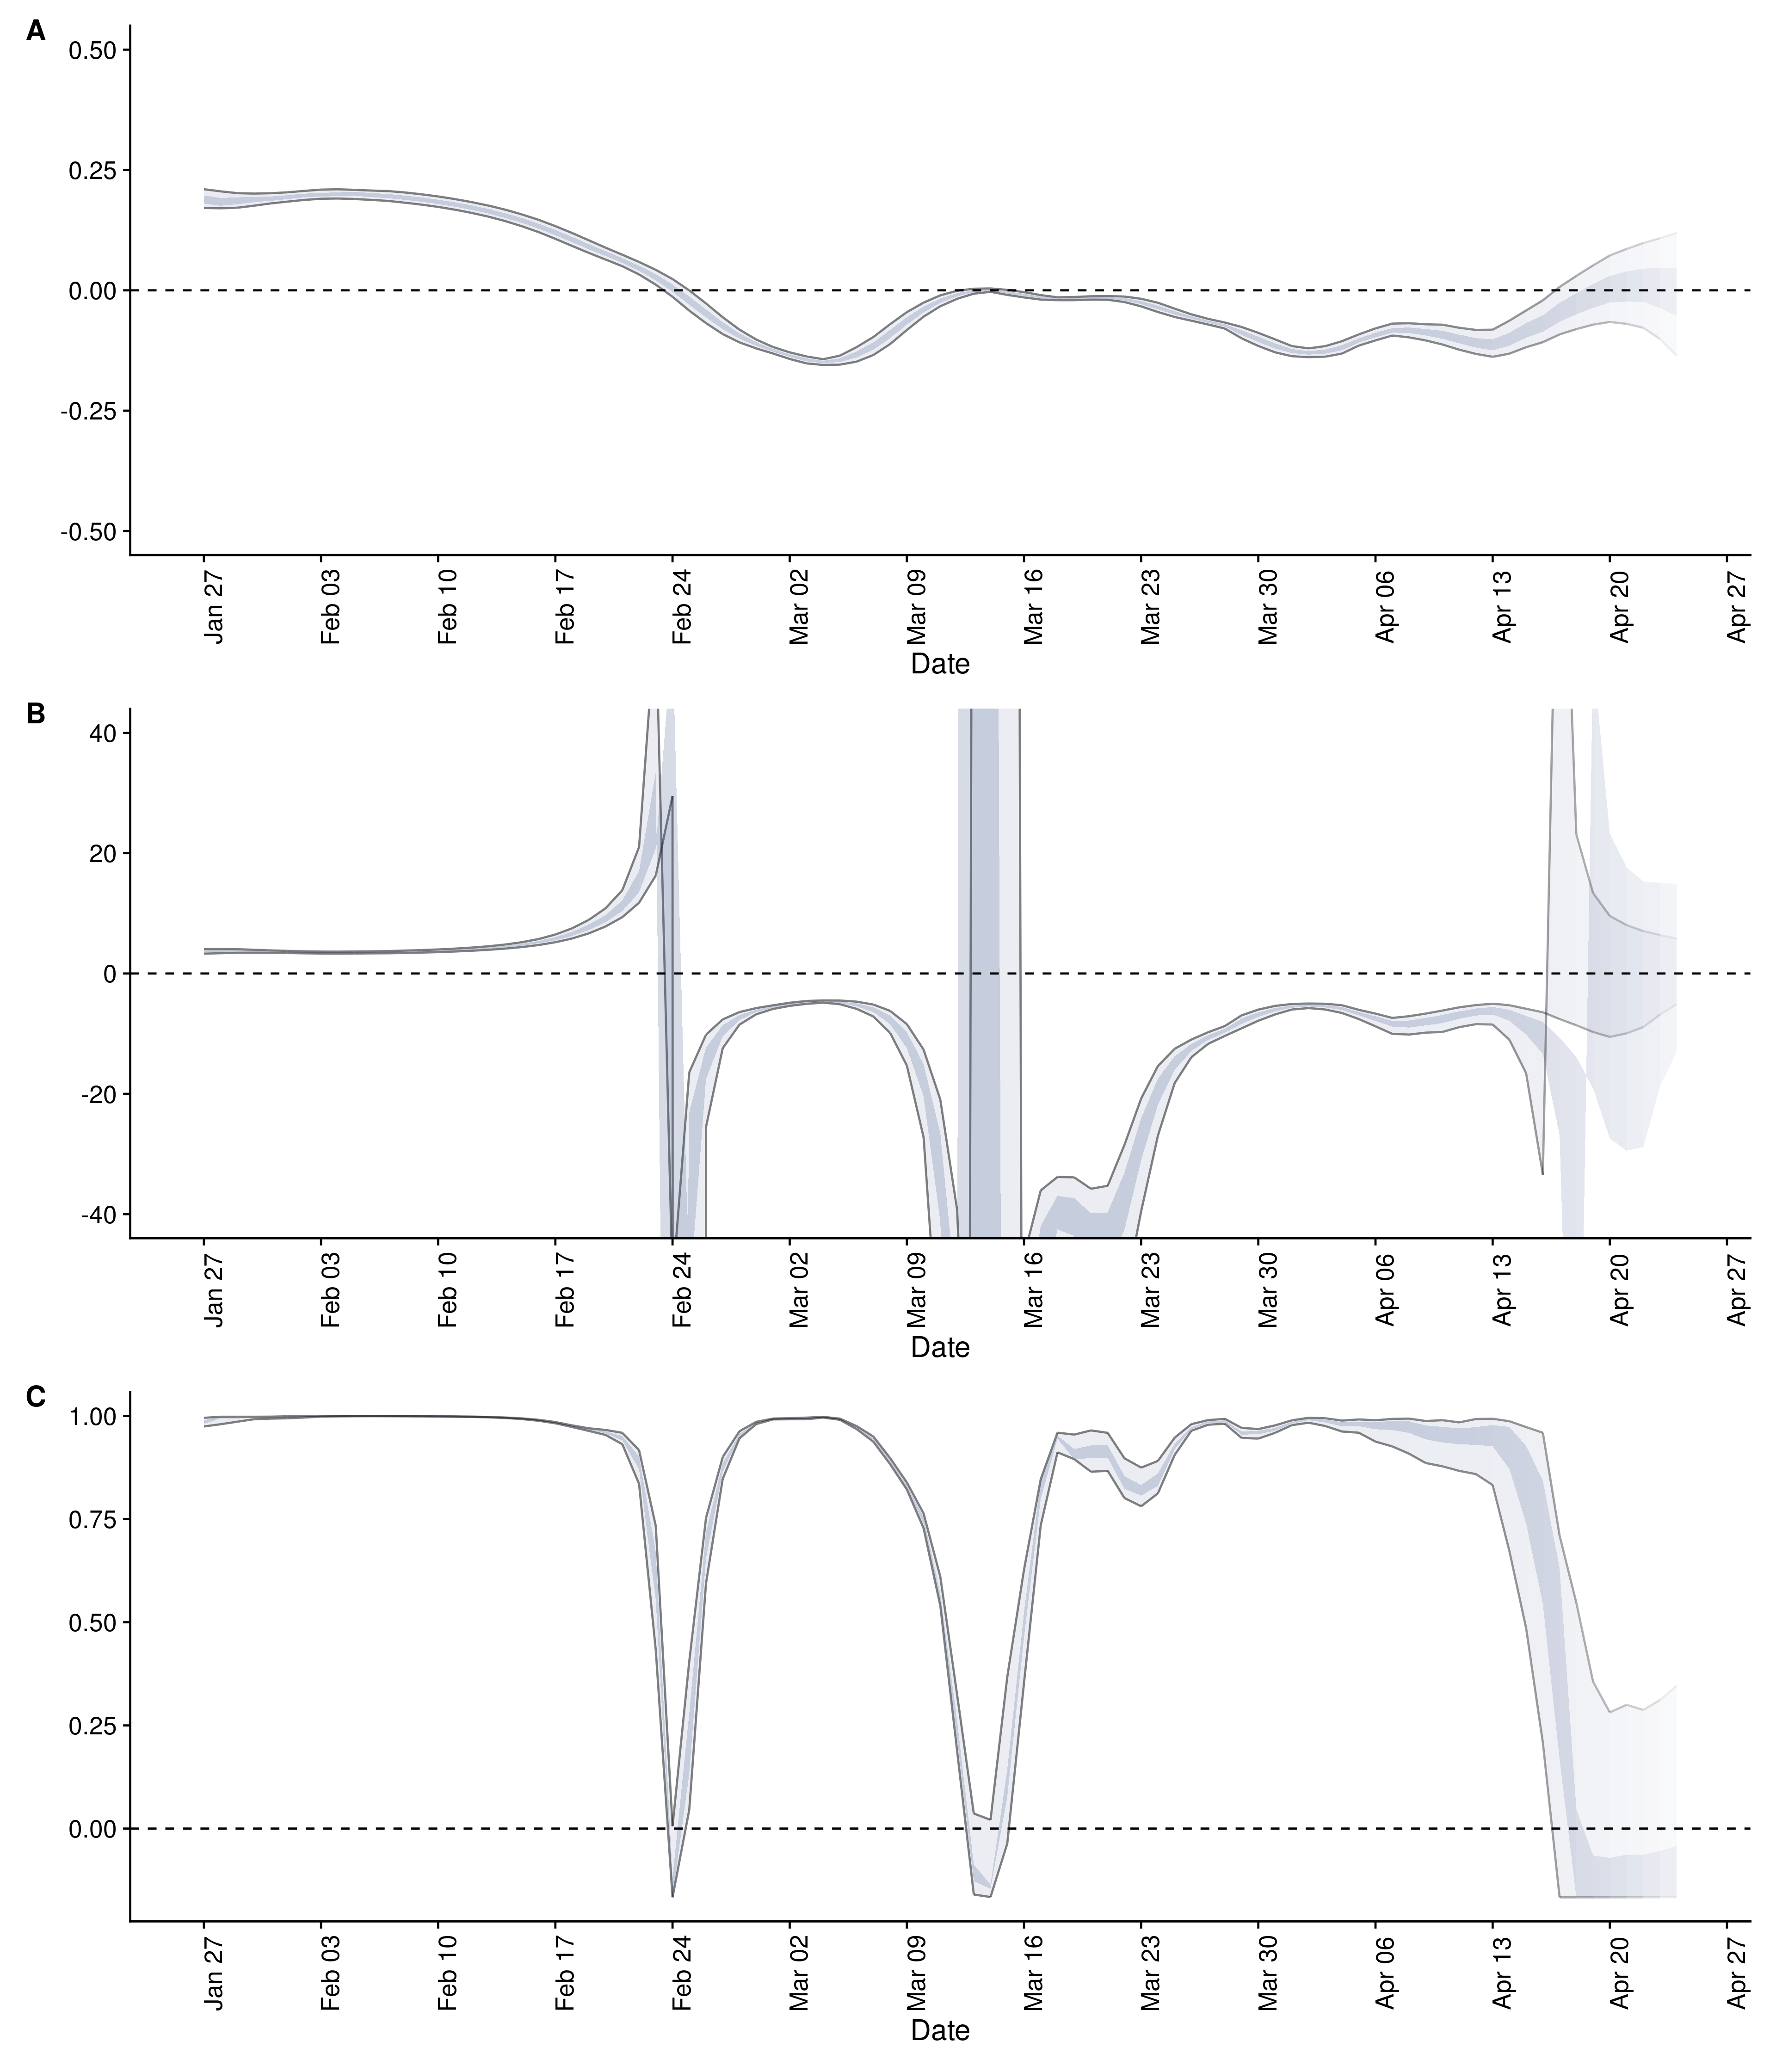 A
0.50
0.25
0.00
-0.25
-0.50
Jan 27
Feb 03
Feb 10
Feb 17
Feb 24
Mar 02
Mar 09
Mar 16
Mar 23
Mar 30
Apr 06
Apr 13
Apr 20
Apr 27
Date
B
40
20
0
-20
-40
Jan 27
Feb 03
Feb 10
Feb 17
Feb 24
Mar 02
Mar 09
Mar 16
Mar 23
Mar 30
Apr 06
Apr 13
Apr 20
Apr 27
Date
C
1.00
0.75
0.50
0.25
0.00
Jan 27
Feb 03
Feb 10
Feb 17
Feb 24
Mar 02
Mar 09
Mar 16
Mar 23
Mar 30
Apr 06
Apr 13
Apr 20
Apr 27
Date